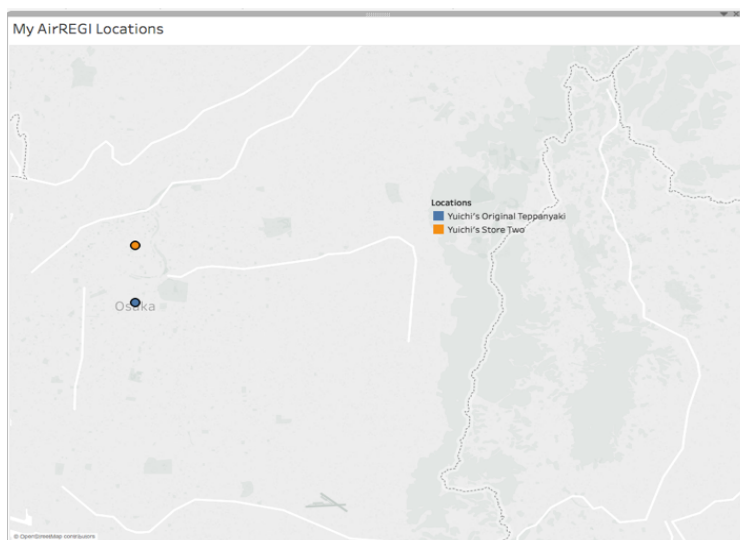 My AirREGI Locations
Locations
Yuichi's Original Teppanyaki
Yuichi's Store Two
Osaka
© OpenStreetMap contributors